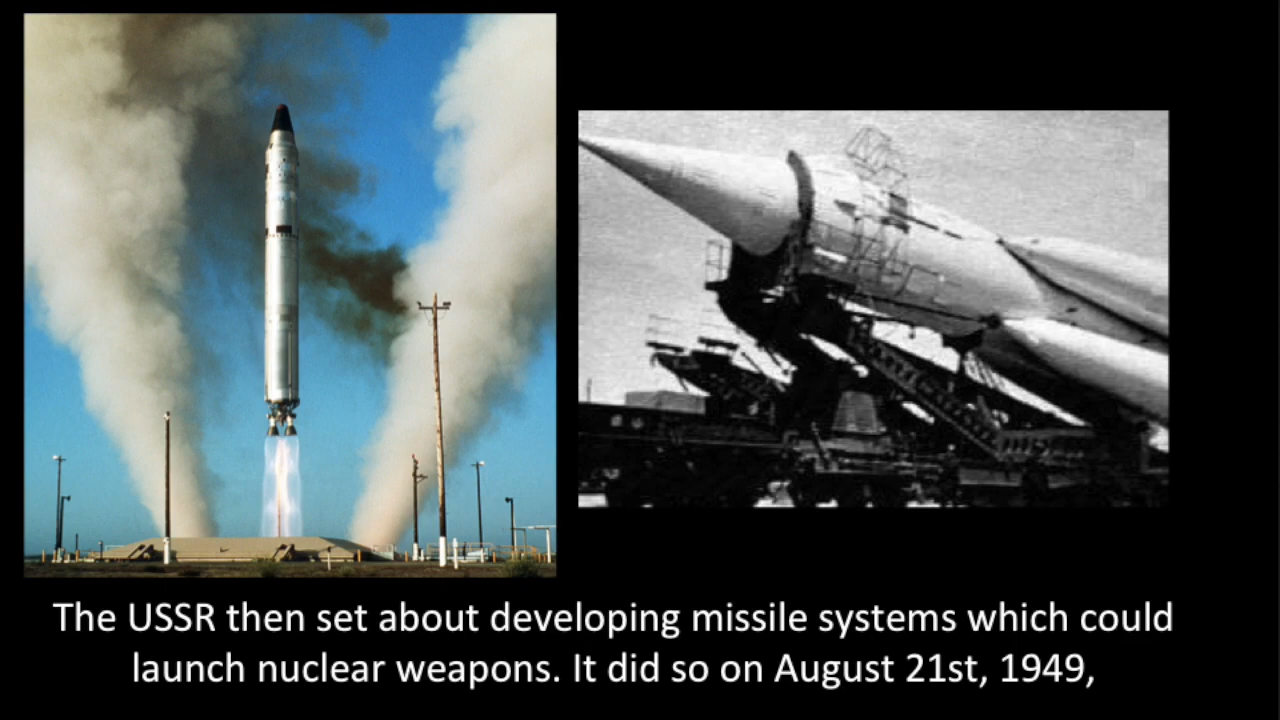 The USSR then set about developing missile systems which could
launch nuclear weapons. It did so on August 21st, 1949,